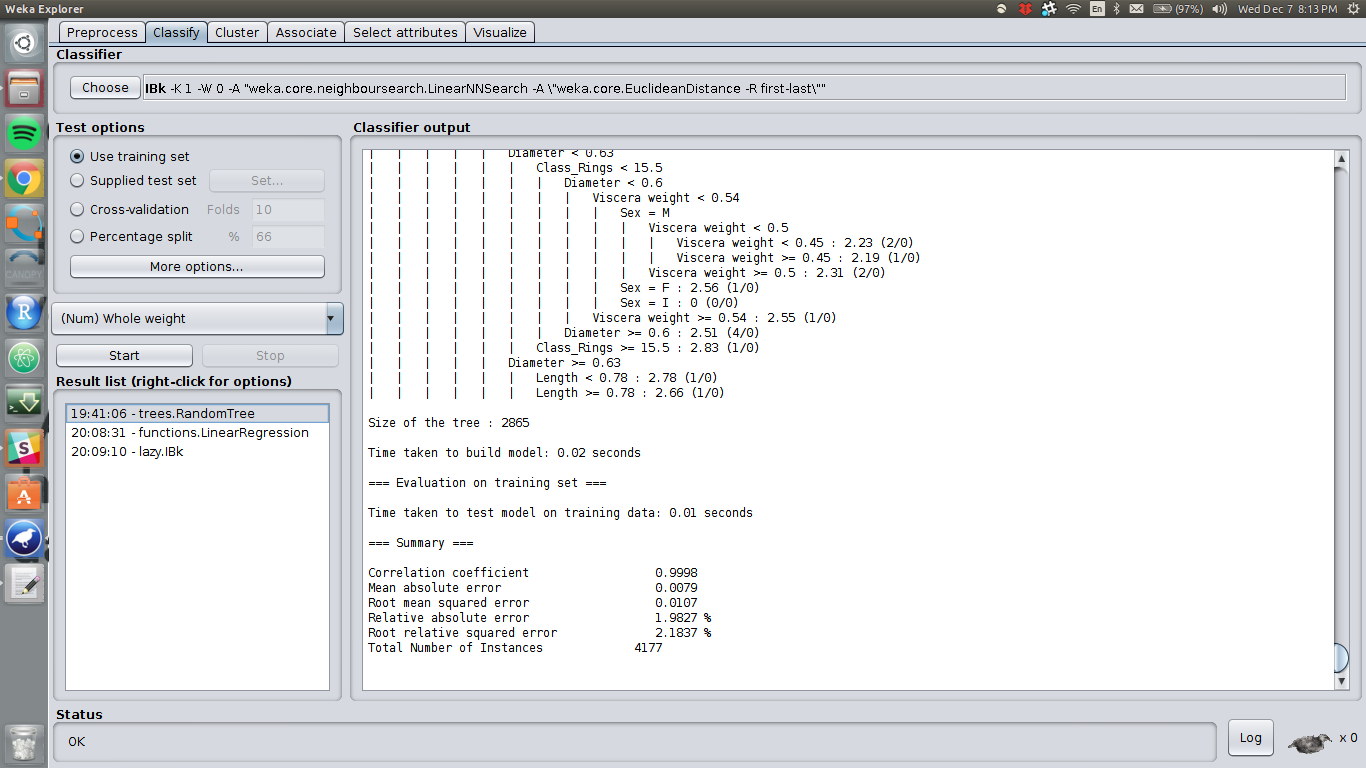 Weka Explorer
En (97%) Wed Dec 7 8:13 PM
Preprocess Classify Cluster Associate Select attributes Visualize
Classifier
Choose IBk -K 1 -W 0 -A "weka.core.neighboursearch.LinearNNSearch -A \"weka.core.EuclideanDistance -R first-last\""
Test options
Use training set
Supplied test set Set...
Cross-validation Folds 10
Percentage split % 66
More options...
(Num) Whole weight
Start Stop
Result list (right-click for options)
19:41:06 - trees.RandomTree
20:08:31 - functions.LinearRegression
20:09:10 - lazy.IBk
Classifier output
| | | | | Diameter < 0.63
| | | | | | Class_Rings < 15.5
| | | | | | | Diameter < 0.6
| | | | | | | | Viscera weight < 0.54
| | | | | | | | | Sex = M
| | | | | | | | | | Viscera weight < 0.5
| | | | | | | | | | | Viscera weight < 0.45 : 2.23 (2/0)
| | | | | | | | | | | Viscera weight >= 0.45 : 2.19 (1/0)
| | | | | | | | | | Viscera weight >= 0.5 : 2.31 (2/0)
| | | | | | | | | Sex = F : 2.56 (1/0)
| | | | | | | | | Sex = I : 0 (0/0)
| | | | | | | | Viscera weight >= 0.54 : 2.55 (1/0)
| | | | | | | Diameter >= 0.6 : 2.51 (4/0)
| | | | | | Class_Rings >= 15.5 : 2.83 (1/0)
| | | | | Diameter >= 0.63
| | | | | | Length < 0.78 : 2.78 (1/0)
| | | | | | Length >= 0.78 : 2.66 (1/0)
Size of the tree : 2865
Time taken to build model: 0.02 seconds
=== Evaluation on training set ===
Time taken to test model on training data: 0.01 seconds
=== Summary ===
Correlation coefficient 0.9998
Mean absolute error 0.0079
Root mean squared error 0.0107
Relative absolute error 1.9827 %
Root relative squared error 2.1837 %
Total Number of Instances 4177
Status
OK
Log x 0
CANOPY
R
S
A